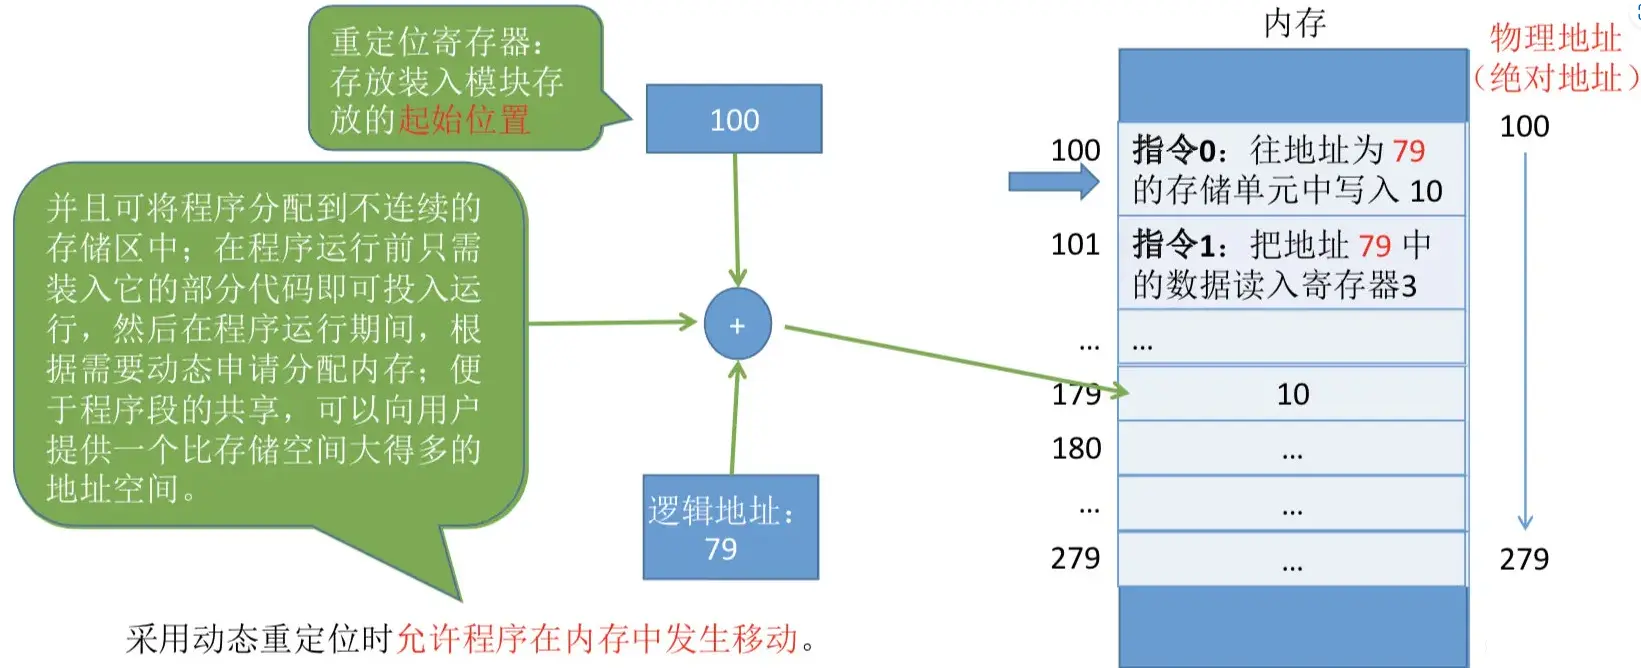 重定位寄存器：
存放装入模块存
放的起始位置
100
并且可将程序分配到不连续的
存储区中；在程序运行前只需
装入它的部分代码即可投入运
行，然后在程序运行期间，根
据需要动态申请分配内存；便
于程序段的共享，可以向用户
提供一个比存储空间大得多的
地址空间。
+
逻辑地址：
79
采用动态重定位时允许程序在内存中发生移动。
内存
物理地址
（绝对地址）
100
100
指令0：往地址为 79
的存储单元中写入 10
101
指令1：把地址 79 中
的数据读入寄存器3
... ...
179 10
180 ...
... ...
279 ...
279